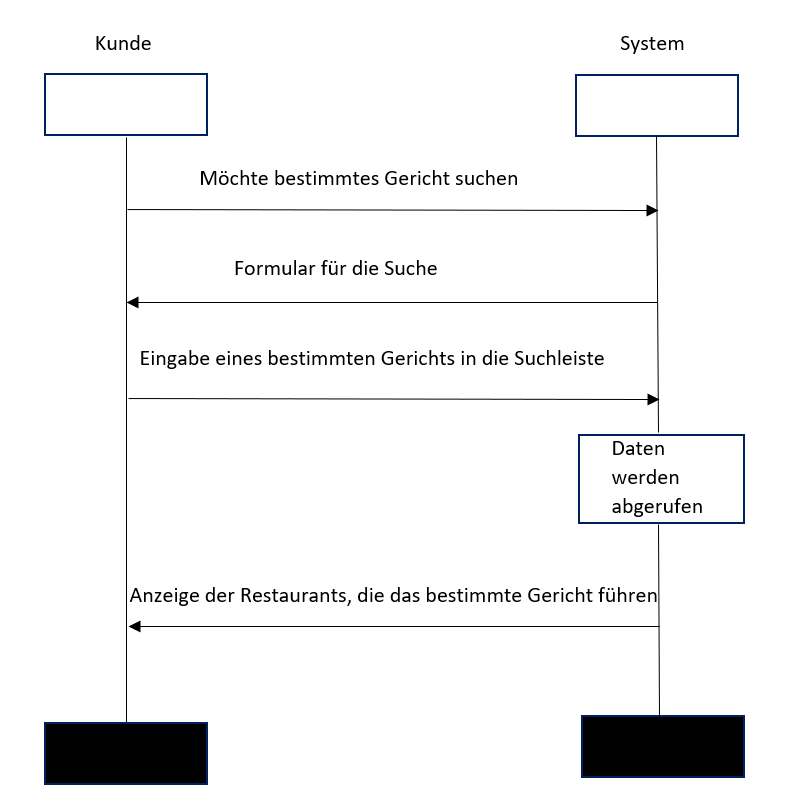 Kunde
System
Möchte bestimmtes Gericht suchen
Formular für die Suche
Eingabe eines bestimmten Gerichts in die Suchleiste
Daten
werden
abgerufen
Anzeige der Restaurants, die das bestimmte Gericht führen